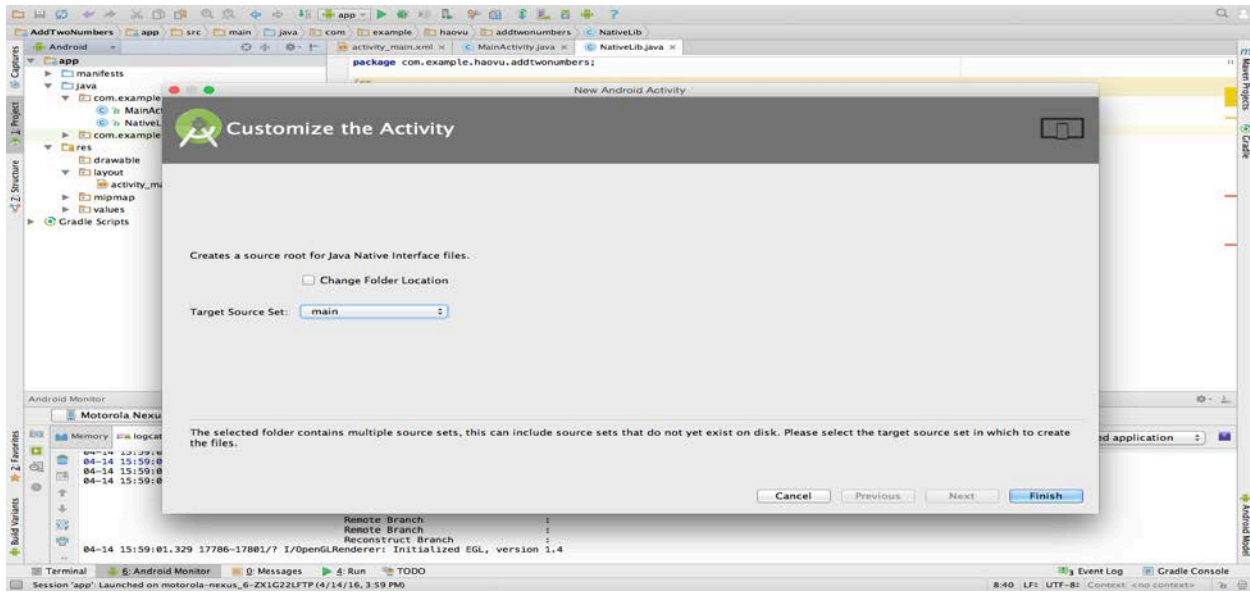 app
AddTwoNumbers app src main java com example haovu addtwonumbers NativeLib
Android
activity_main.xml MainActivity.java NativeLib.java
package com.example.haovu.addtwonumbers;
app
manifests
java
com.example
MainAct
NativeL
com.example
res
drawable
layout
activity_ma
mipmap
values
Gradle Scripts
Captures
1: Project
2: Structure
2: Favorites
Build Variants
Maven Projects
Gradle
Android Model
New Android Activity
Customize the Activity
Creates a source root for Java Native Interface files.
Change Folder Location
Target Source Set: main
The selected folder contains multiple source sets, this can include source sets that do not yet exist on disk. Please select the target source set in which to create
the files.
Cancel Previous Next Finish
Android Monitor
Motorola Nexu
Memory logcat
ed application
04-14 15:59:0
04-14 15:59:0
04-14 15:59:0
Remote Branch :
Remote Branch :
Reconstruct Branch :
04-14 15:59:01.329 17786-17801/? I/OpenGLRenderer: Initialized EGL, version 1.4
Terminal 6: Android Monitor 0: Messages 4: Run TODO
Event Log Gradle Console
Session 'app': Launched on motorola-nexus_6-ZX1G22LFTP (4/14/16, 3:59 PM)
8:40 LF: UTF-8: Context: <no context>